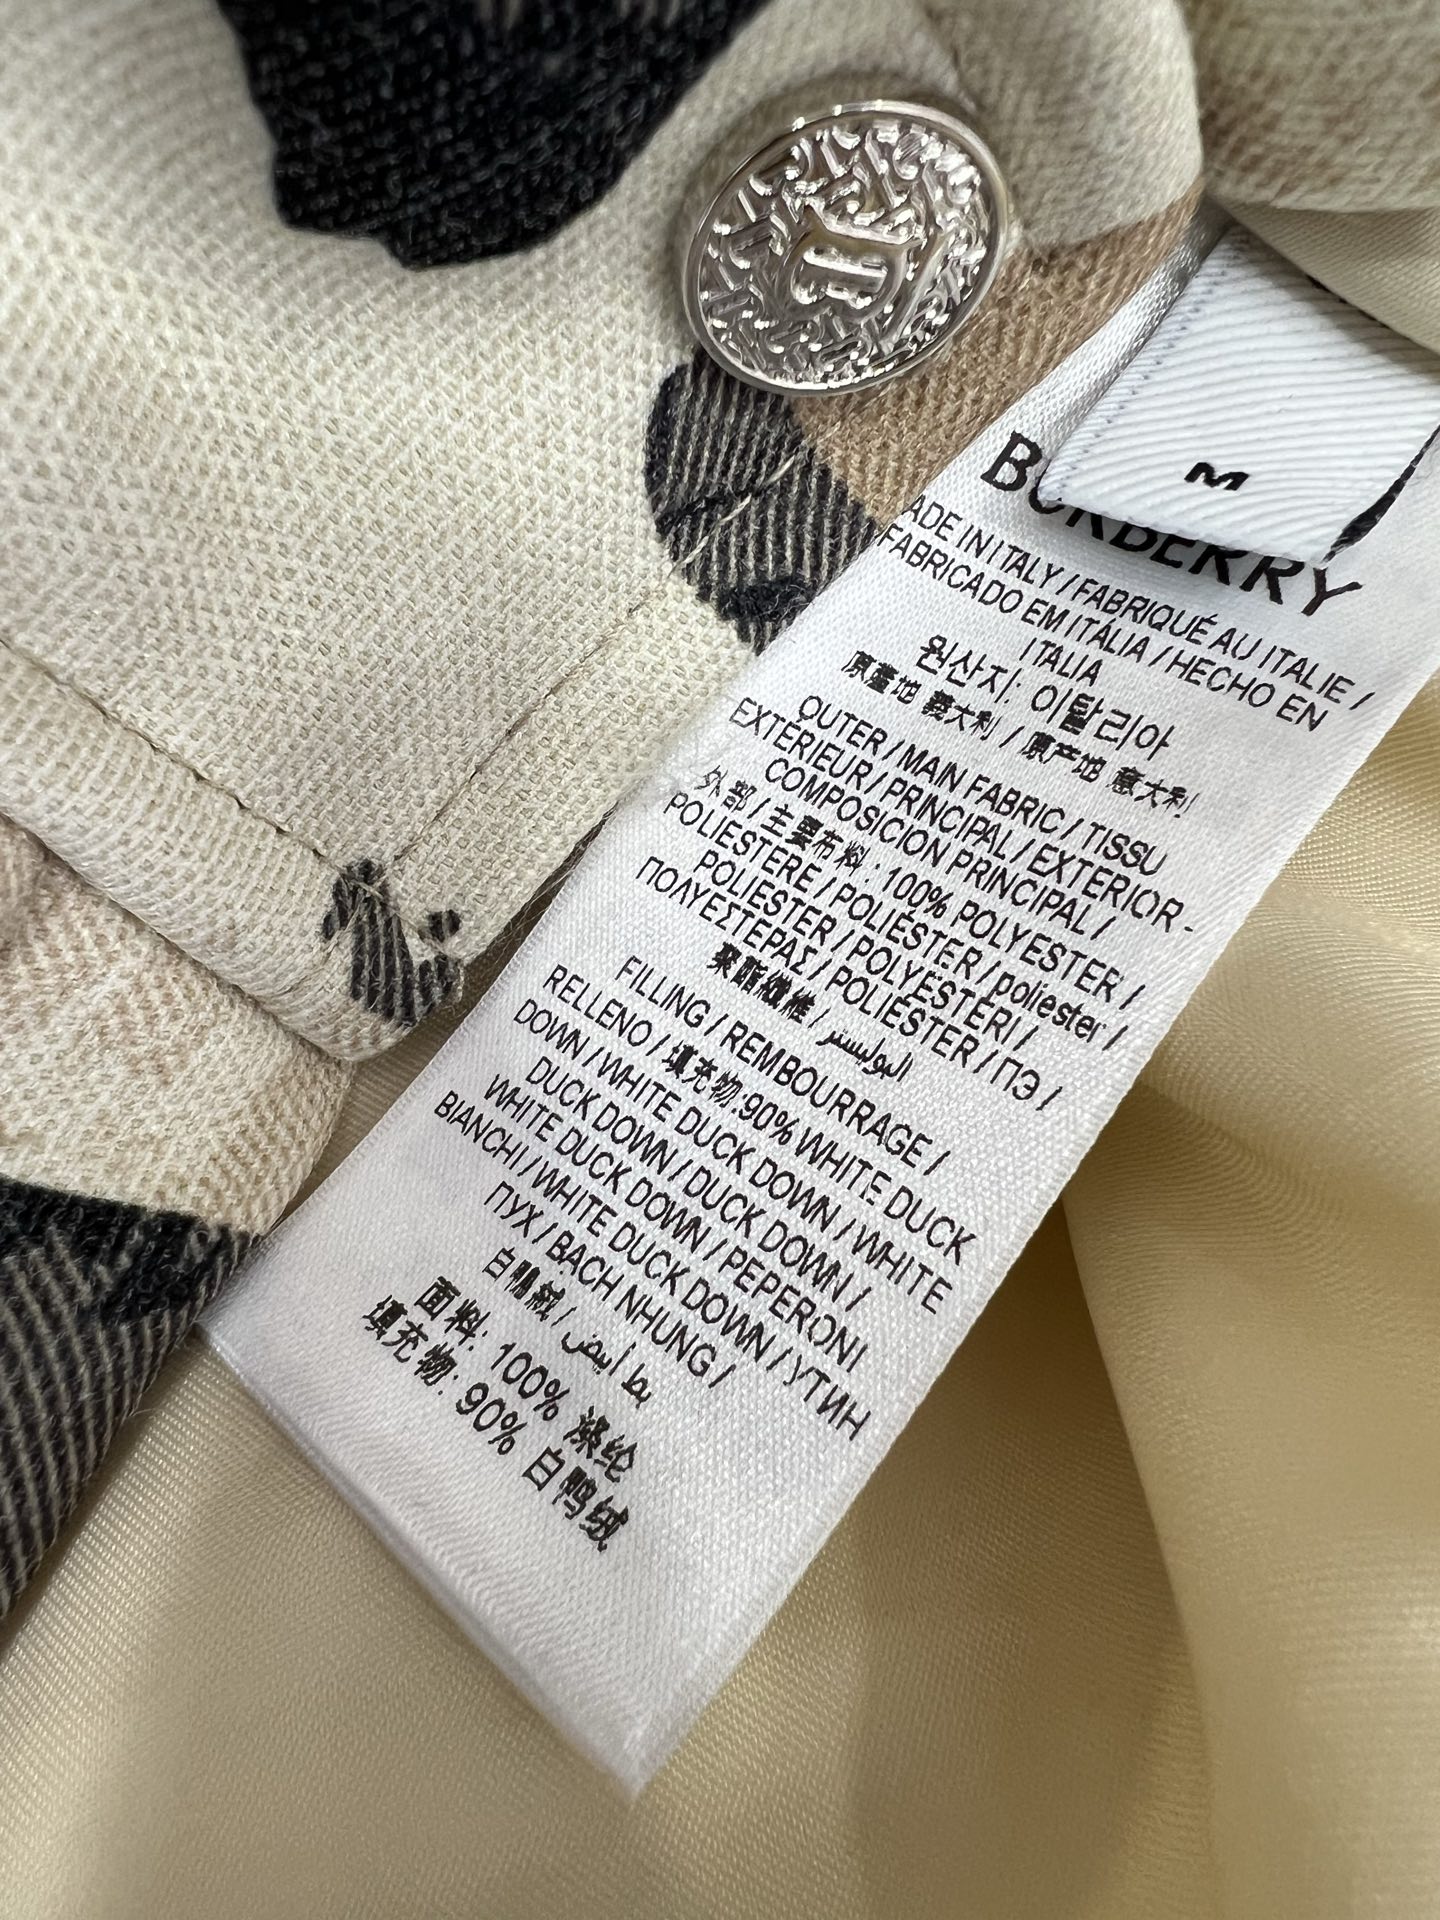 M
BURBERRY
ADE IN ITALY / FABRIQUÉ AU ITALIE /
FABRICADO EM ITÁLIA / HECHO EN
ITALIA
원산지: 이탈리아
原產地 義大利 / 原产地 意大利
OUTER / MAIN FABRIC / TISSU
EXTÉRIEUR / PRINCIPAL / EXTERIOR-
COMPOSICION PRINCIPAL /
外部 / 主要布料 : 100% POLYESTER /
POLIESTERE / POLIÉSTER / poliester /
POLIESTER / POLYESTERI /
ΠΟΛΥΕΣΤΕΡΑΣ / POLIÉSTER / ПЭ /
聚酯纖維 / البوليستر
FILLING / REMBOURRAGE /
RELLENO / 填充物:90% WHITE DUCK
DOWN / WHITE DUCK DOWN / WHITE
DUCK DOWN / DUCK DOWN /
WHITE DUCK DOWN / PEPERONI
BIANCHI / WHITE DUCK DOWN / УТИН
ПУХ / BẠCH NHUNG /
白鴨絨 / بط أبيض
面料: 100% 涤纶
填充物: 90% 白鸭绒